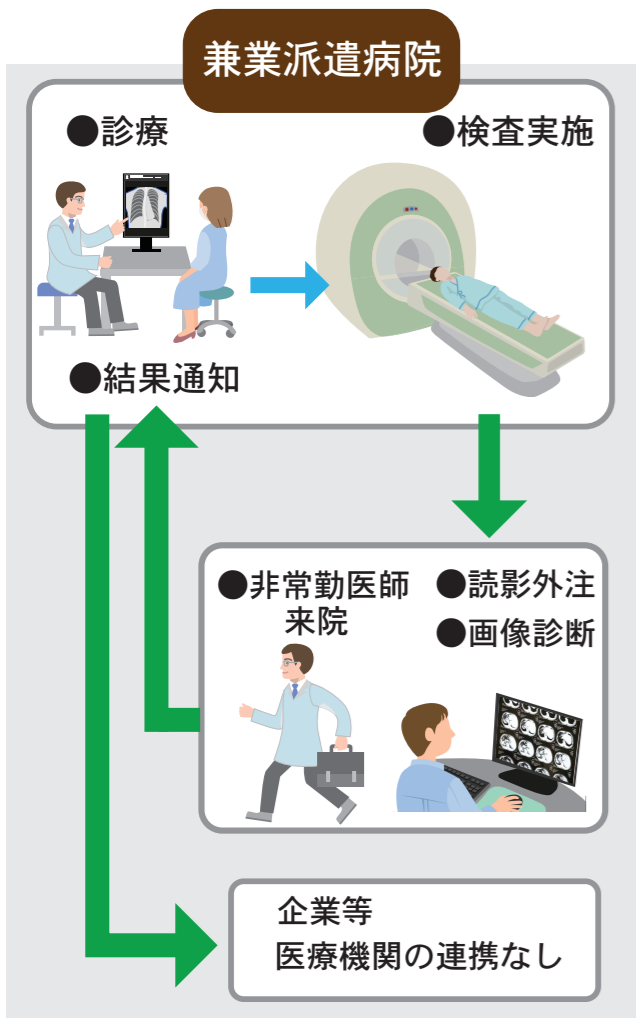 兼業派遣病院
●診療
●検査実施
●結果通知
●非常勤医師
来院
●読影外注
●画像診断
企業等
医療機関の連携なし